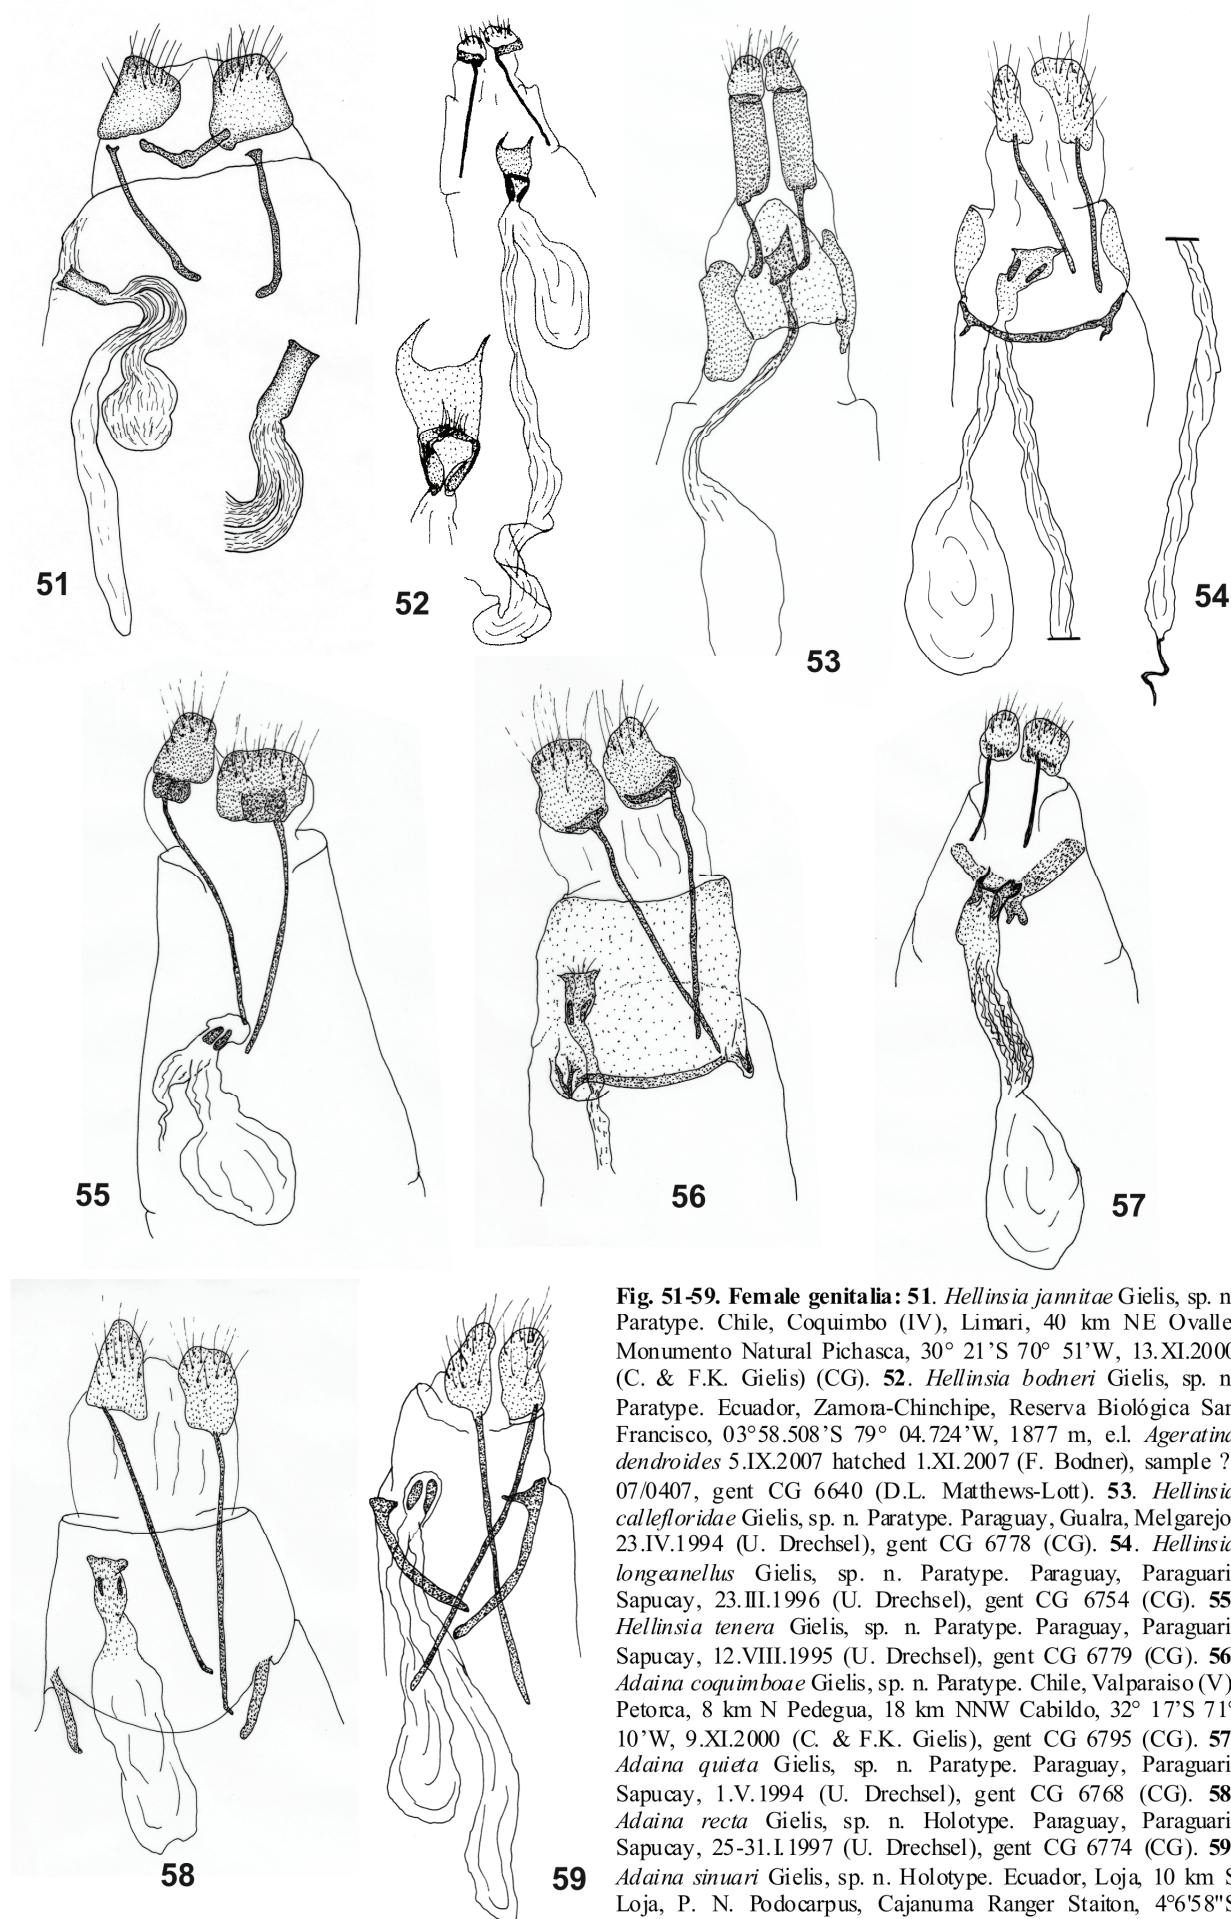 51
52
53
54
55
56
57
58
59
Fig. 51-59. Female genitalia: 51. Hellinsia jannitae Gielis, sp. n
Paratype. Chile, Coquimbo (IV), Limari, 40 km NE Ovalle
Monumento Natural Pichasca, 30° 21'S 70° 51'W, 13.XI.2000
(C. & F.K. Gielis) (CG). 52. Hellinsia bodneri Gielis, sp. n
Paratype. Ecuador, Zamora-Chinchipe, Reserva Biológica San
Francisco, 03°58.508'S 79° 04.724'W, 1877 m, e.l. Ageratina
dendroides 5.IX.2007 hatched 1.XI.2007 (F. Bodner), sample ?
07/0407, gent CG 6640 (D.L. Matthews-Lott). 53. Hellinsia
callefloridae Gielis, sp. n. Paratype. Paraguay, Gualra, Melgarejo
23.IV.1994 (U. Drechsel), gent CG 6778 (CG). 54. Hellinsia
longeanellus Gielis, sp. n. Paratype. Paraguay, Paraguari
Sapucay, 23.III.1996 (U. Drechsel), gent CG 6754 (CG). 55
Hellinsia tenera Gielis, sp. n. Paratype. Paraguay, Paraguari
Sapucay, 12.VIII.1995 (U. Drechsel), gent CG 6779 (CG). 56
Adaina coquimboae Gielis, sp. n. Paratype. Chile, Valparaiso (V)
Petorca, 8 km N Pedegua, 18 km NNW Cabildo, 32° 17'S 71°
10'W, 9.XI.2000 (C. & F.K. Gielis), gent CG 6795 (CG). 57
Adaina quieta Gielis, sp. n. Paratype. Paraguay, Paraguari
Sapucay, 1.V.1994 (U. Drechsel), gent CG 6768 (CG). 58
Adaina recta Gielis, sp. n. Holotype. Paraguay, Paraguari
Sapucay, 25-31.I.1997 (U. Drechsel), gent CG 6774 (CG). 59
Adaina sinuari Gielis, sp. n. Holotype. Ecuador, Loja, 10 km S
Loja, P. N. Podocarpus, Cajanuma Ranger Staiton, 4°6'58"S